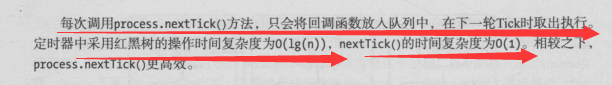 每次调用process.nextTick()方法，只会将回调函数放入队列中，在下一轮Tick时取出执行。
定时器中采用红黑树的操作时间复杂度为O(lg(n))，nextTick()的时间复杂度为O(1)。相较之下，
process.nextTick()更高效。